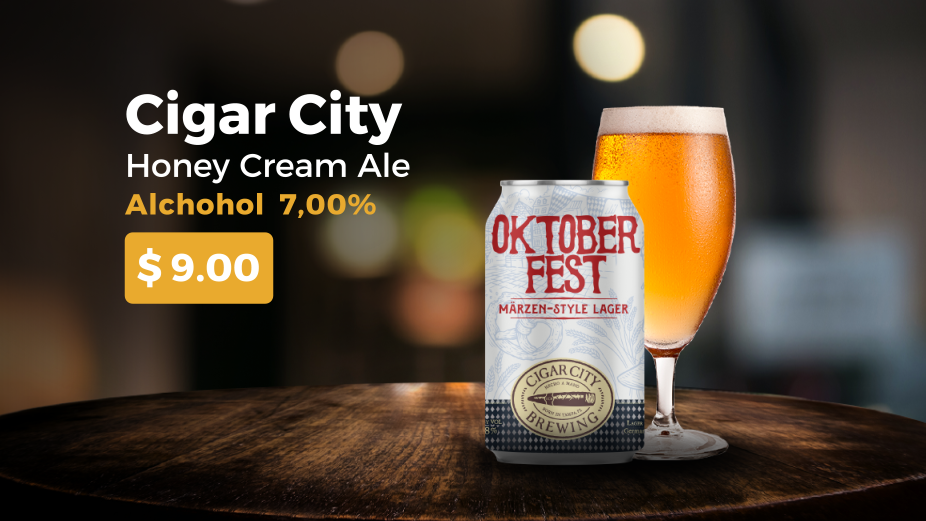 Cigar City
Honey Cream Ale
Alchohol 7,00%
$ 9.00
OKTOBER
FEST
MÄRZEN-STYLE LAGER
CIGAR CITY
BREWING